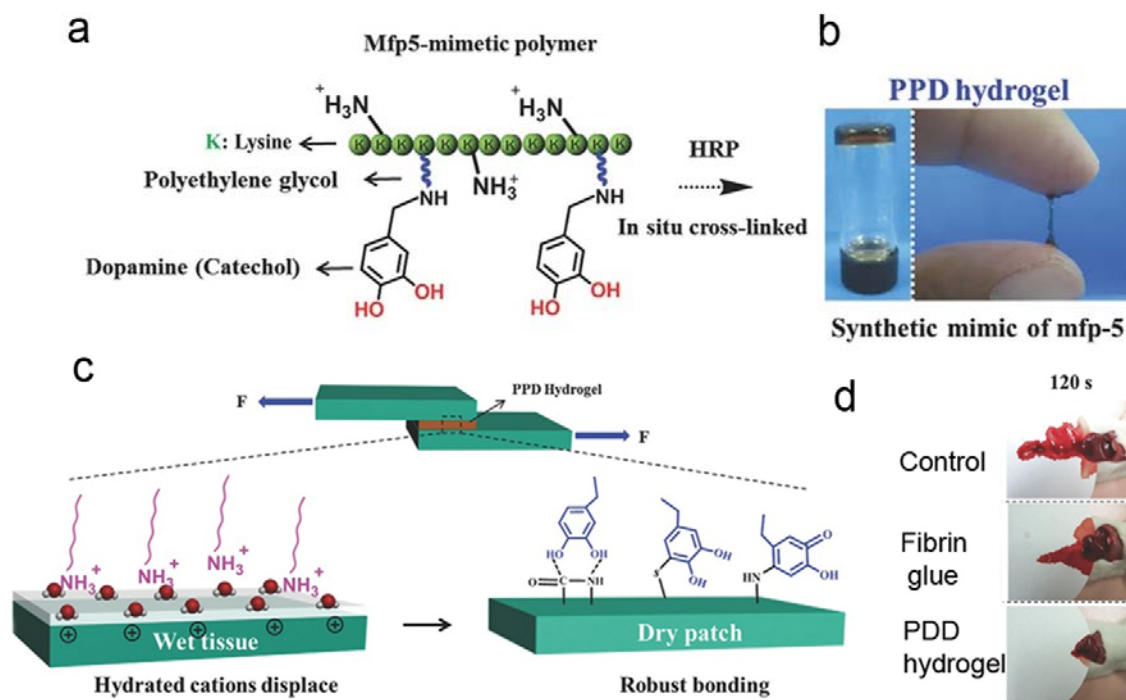 a
Mfp5-mimetic polymer
+
H₃N
+
H₃N
K: Lysine
K K K K K K K K K K K K
Polyethylene glycol
NH₃
+
NH
NH
Dopamine (Catechol)
OH
HO
OH
HO
HRP
In situ cross-linked
b
PPD hydrogel
Synthetic mimic of mfp-5
c
F
PPD Hydrogel
F
NH₃ +
NH₃ +
NH₃ +
NH₃ +
+ + + + +
Wet tissue
Hydrated cations displace
HO OH
O C NH
S OH
OH
O
OH
HN
Dry patch
Robust bonding
d
120 s
Control
Fibrin
glue
PDD
hydrogel